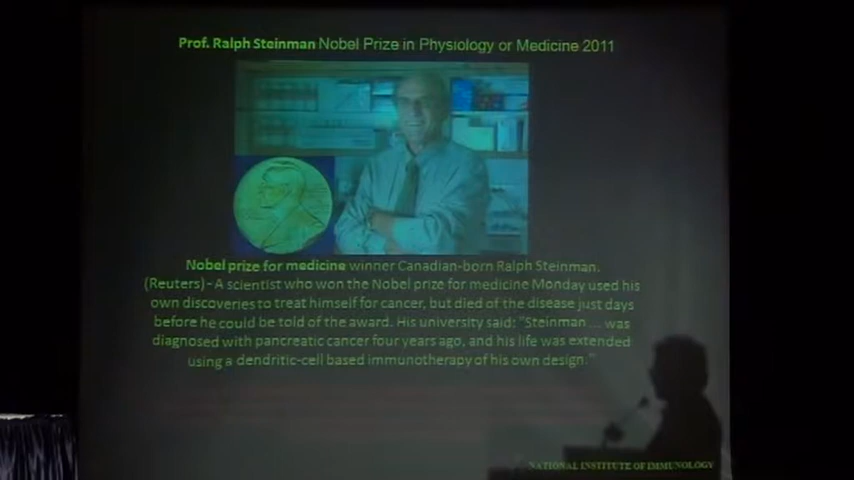 Prof. Ralph Steinman Nobel Prize in Physiology or Medicine 2011
Nobel prize for medicine winner Canadian-born Ralph Steinman.
(Reuters) - A scientist who won the Nobel prize for medicine Monday used his
own discoveries to treat himself for cancer, but died of the disease just days
before he could be told of the award. His university said: "Steinman ... was
diagnosed with pancreatic cancer four years ago, and his life was extended
using a dendritic-cell based immunotherapy of his own design."
NATIONAL INSTITUTE OF IMMUNOLOGY